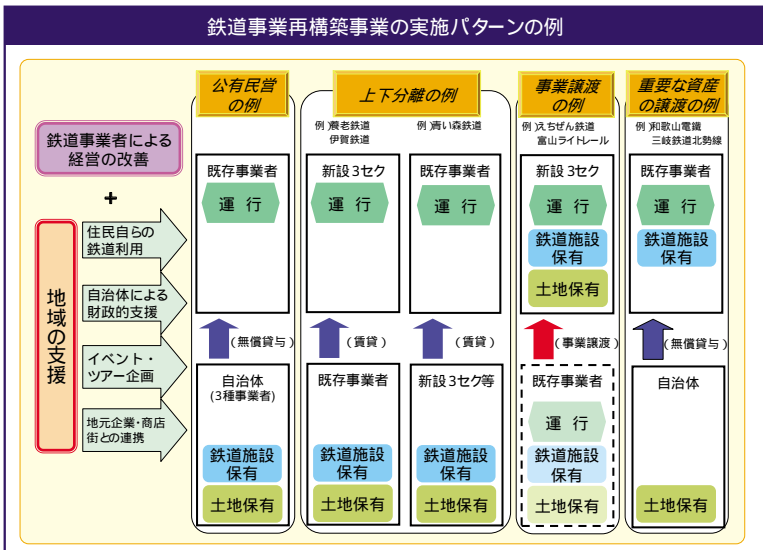 鉄道事業再構築事業の実施パターンの例
鉄道事業者による
経営の改善
+
地域の支援
住民自らの
鉄道利用
自治体による
財政的支援
イベント・
ツアー企画
地元企業・商店
街との連携
公有民営
の例
既存事業者
運 行
(無償貸与)
自治体
(3種事業者)
鉄道施設
保有
土地保有
上下分離の例
例)養老鉄道
伊賀鉄道
新設3セク
運 行
(賃貸)
既存事業者
鉄道施設
保有
土地保有
例)青い森鉄道
既存事業者
運 行
(賃貸)
新設3セク等
鉄道施設
保有
土地保有
事業譲渡
の例
例)えちぜん鉄道
富山ライトレール
新設3セク
運 行
鉄道施設
保有
土地保有
(事業譲渡)
既存事業者
運 行
鉄道施設
保有
土地保有
重要な資産
の譲渡の例
例)和歌山電鐵
三岐鉄道北勢線
既存事業者
運 行
鉄道施設
保有
(無償貸与)
自治体
土地保有